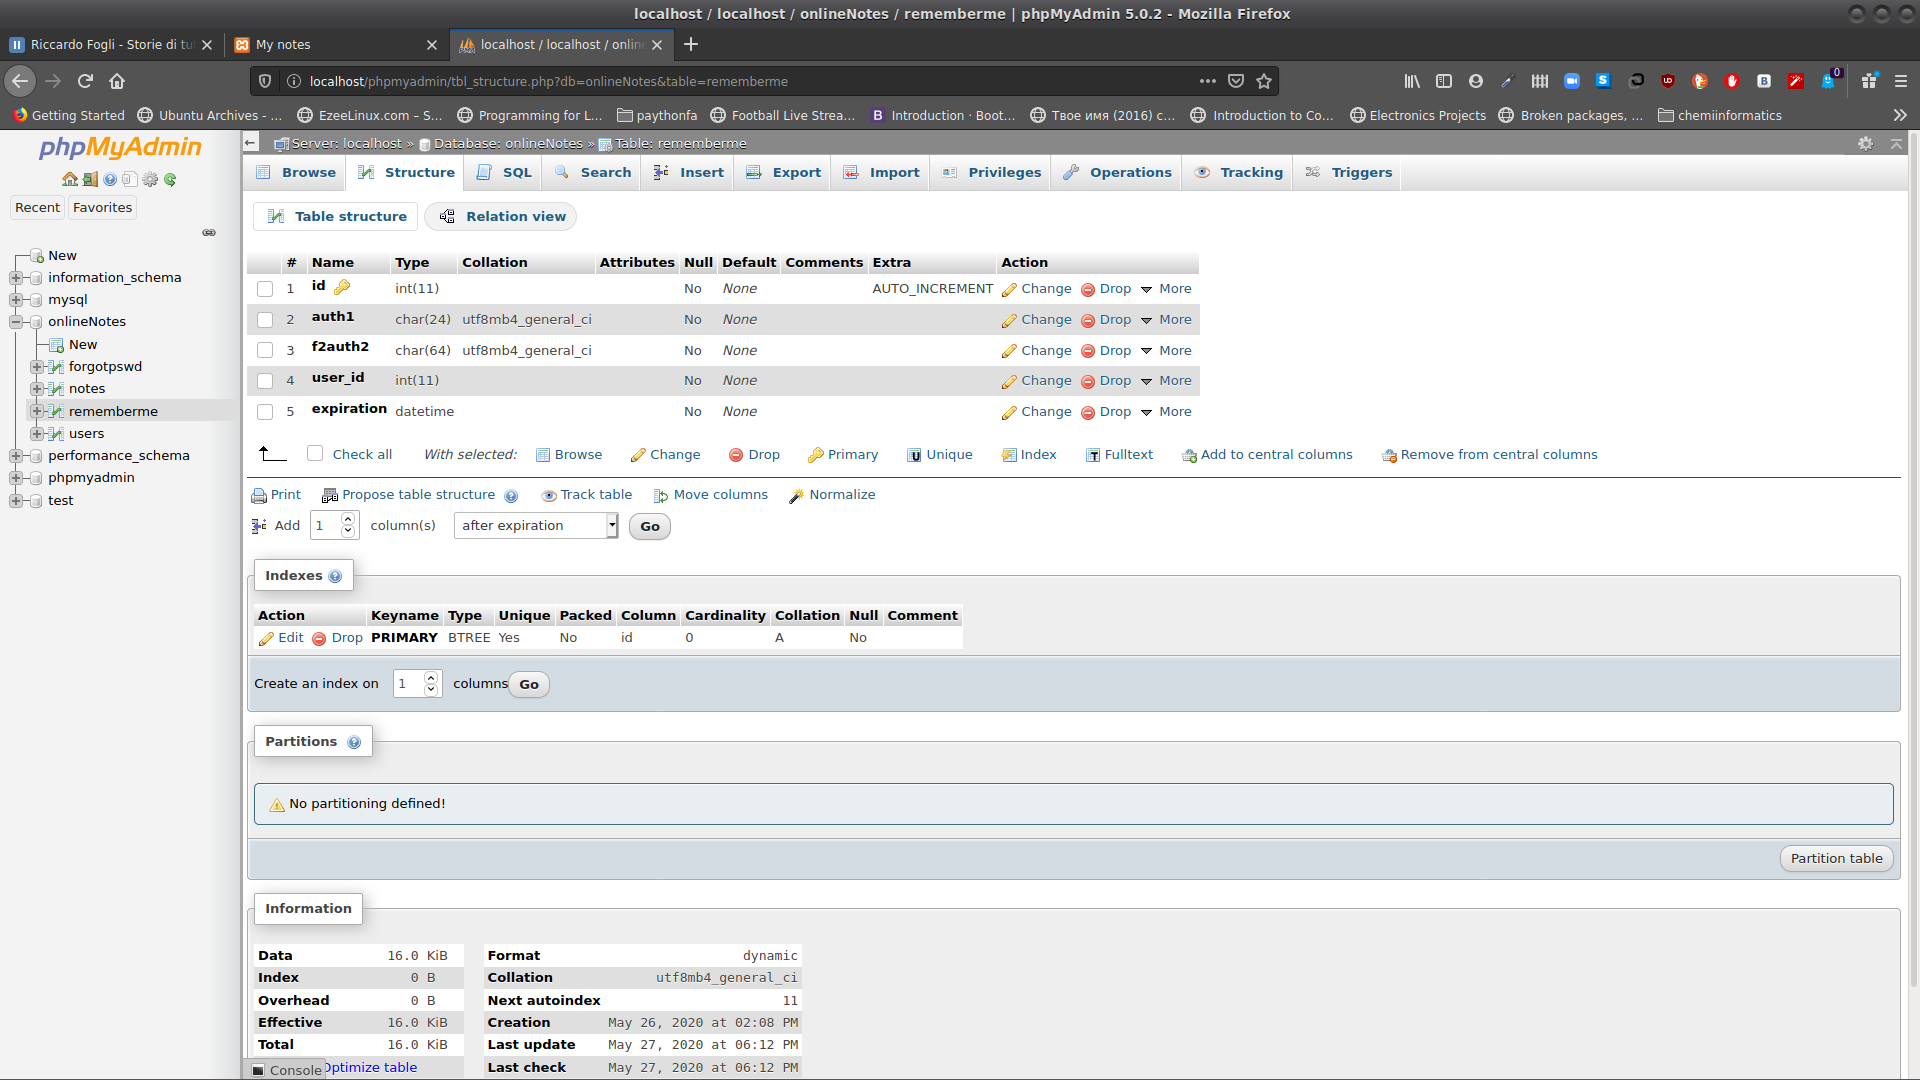 localhost / localhost / onlineNotes / rememberme | phpMyAdmin 5.0.2 - Mozilla Firefox
Riccardo Fogli - Storie di tu
My notes
localhost / localhost / online
localhost/phpmyadmin/tbl_structure.php?db=onlineNotes&table=rememberme
0
Getting Started Ubuntu Archives - ... EzeeLinux.com – S... Programming for L... paythonfa Football Live Strea... B Introduction · Boot... Твое имя (2016) с... Introduction to Co... Electronics Projects Broken packages, ... chemiinformatics
phpMyAdmin
Recent Favorites
New
information_schema
mysql
onlineNotes
New
forgotpswd
notes
rememberme
users
performance_schema
phpmyadmin
test
Server: localhost » Database: onlineNotes » Table: rememberme
Browse Structure SQL Search Insert Export Import Privileges Operations Tracking Triggers
Table structure Relation view
# Name Type Collation Attributes Null Default Comments Extra Action
1 id int(11) No None AUTO_INCREMENT Change Drop More
2 auth1 char(24) utf8mb4_general_ci No None Change Drop More
3 f2auth2 char(64) utf8mb4_general_ci No None Change Drop More
4 user_id int(11) No None Change Drop More
5 expiration datetime No None Change Drop More
Check all With selected: Browse Change Drop Primary Unique Index Fulltext Add to central columns Remove from central columns
Print Propose table structure Track table Move columns Normalize
Add 1 column(s) after expiration Go
Indexes
Action Keyname Type Unique Packed Column Cardinality Collation Null Comment
Edit Drop PRIMARY BTREE Yes No id 0 A No
Create an index on 1 columns Go
Partitions
No partitioning defined!
Partition table
Information
Data 16.0 KiB
Index 0 B
Overhead 0 B
Effective 16.0 KiB
Total 16.0 KiB
Optimize table
Format dynamic
Collation utf8mb4_general_ci
Next autoindex 11
Creation May 26, 2020 at 02:08 PM
Last update May 27, 2020 at 06:12 PM
Last check May 27, 2020 at 06:12 PM
Console